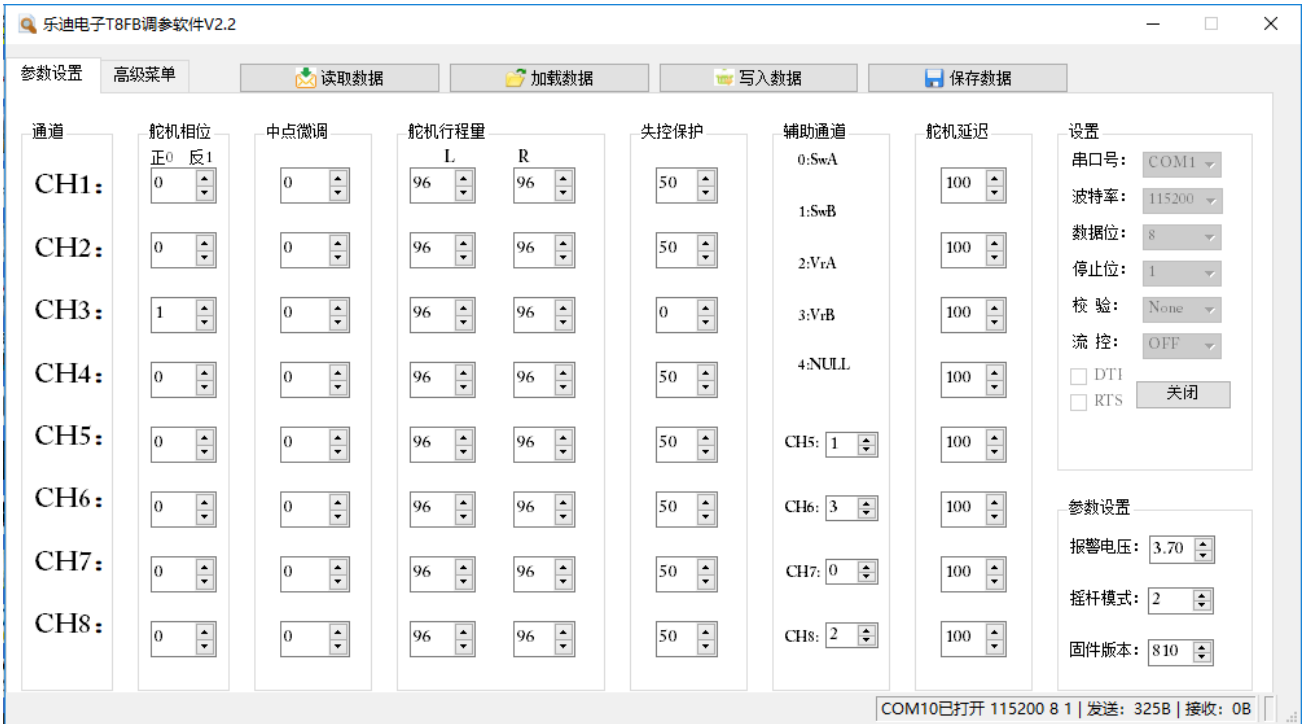 乐迪电子T8FB调参软件V2.2
参数设置 高级菜单 读取数据 加载数据 写入数据 保存数据
通道 舵机相位 中点微调 舵机行程量 失控保护 辅助通道 舵机延迟 设置
正0 反1 L R 0:SwA 串口号: COM1
CH1: 0 0 96 96 50 100
波特率: 115200
1:SwB
数据位: 8
CH2: 0 0 96 96 50 100
2:VrA
停止位: 1
CH3: 1 0 96 96 0 3:VrB 100 校 验: None
流 控: OFF
4:NULL
CH4: 0 0 96 96 50 100
关闭
RTS
CH5: 0 0 96 96 50 CH5: 1 100
CH6: 0 0 96 96 50 CH6: 3 100
参数设置
报警电压: 3.70
CH7: 0 0 96 96 50 CH7: 0 100
摇杆模式: 2
CH8: 0 0 96 96 50 CH8: 2 100
固件版本: 810
COM10已打开 115200 8 1 | 发送: 325B | 接收: 0B